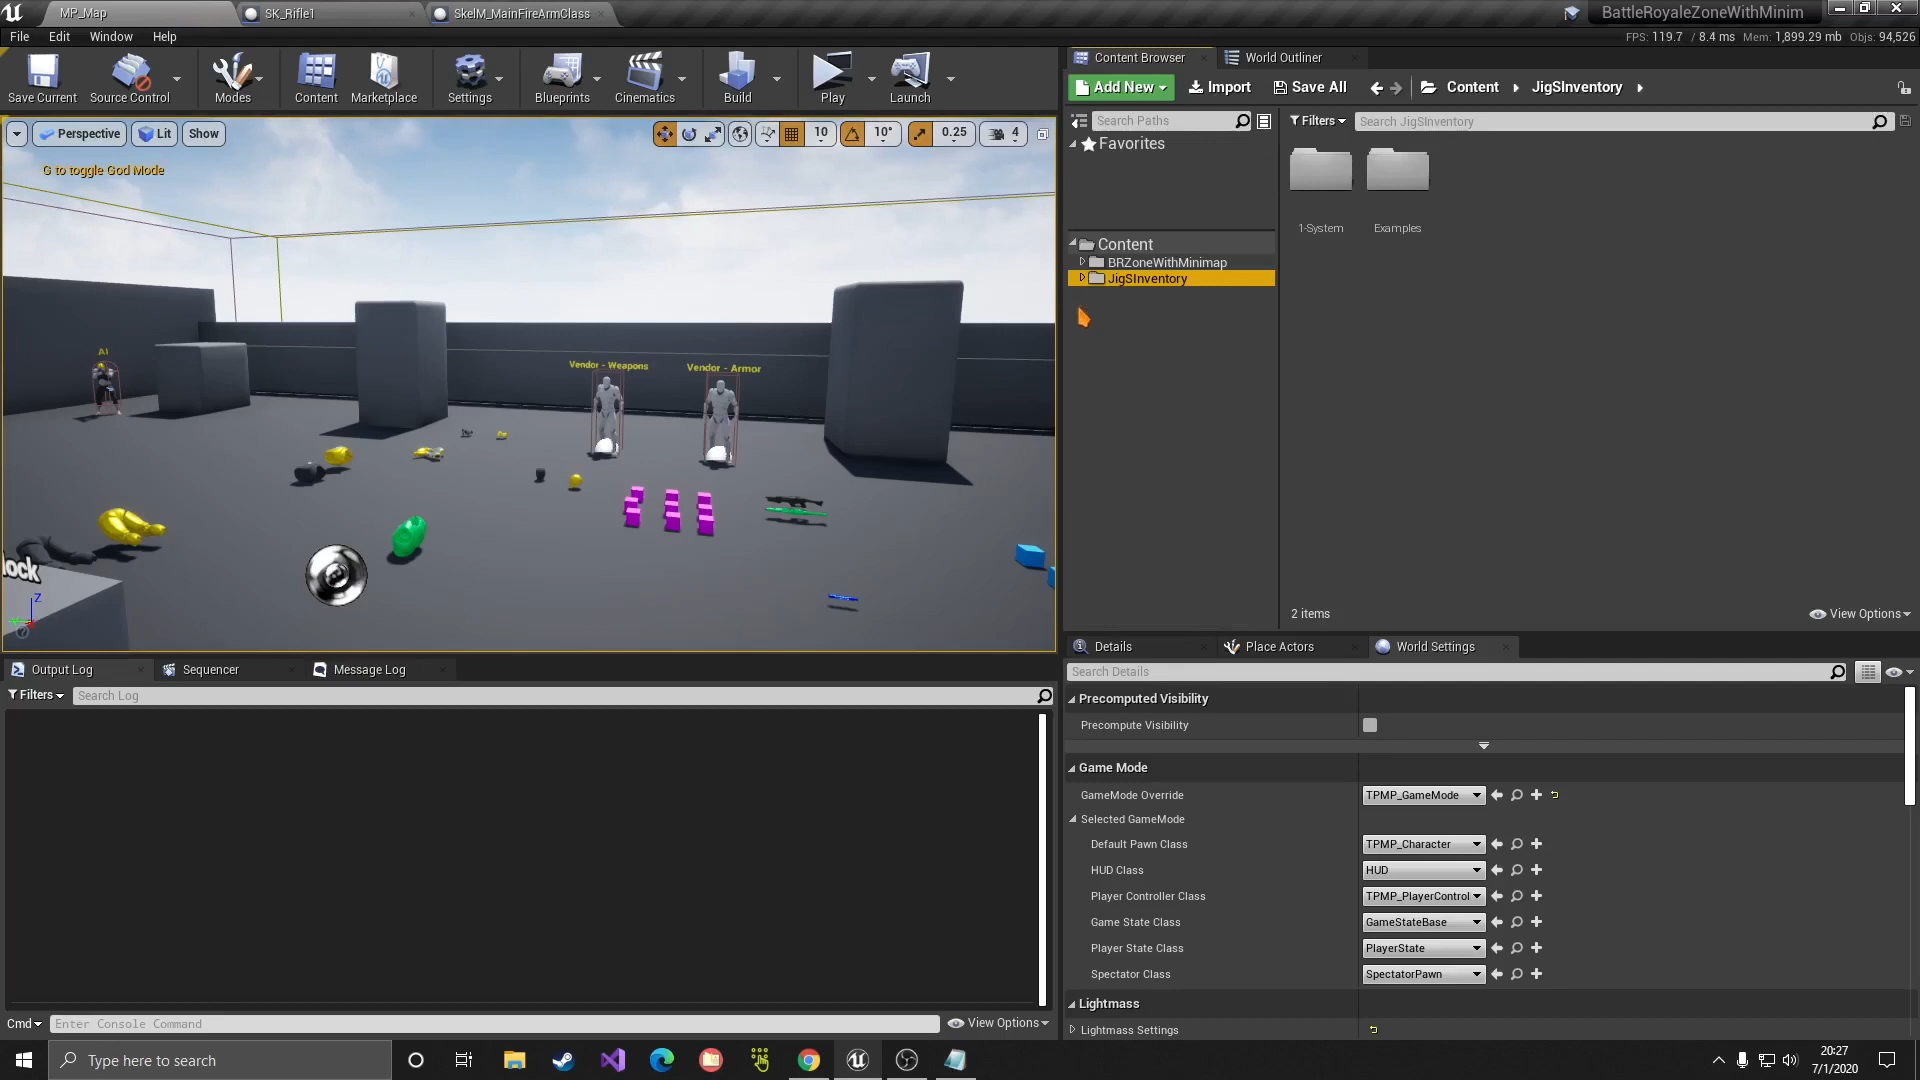 MP_Map
SK_Rifle1
SkelM_MainFireArmClass
BattleRoyaleZoneWithMinim
File Edit Window Help
FPS: 119.7 / 8.4 ms Mem: 1,899.29 mb Objs: 94,526
Save Current
Source Control
Modes
Content
Marketplace
Settings
Blueprints
Cinematics
Build
Play
Launch
Perspective
Lit
Show
10
10°
0.25
4
G to toggle God Mode
AI
Vendor - Weapons
Vendor - Armor
lock
Z
Output Log
Sequencer
Message Log
Filters
Search Log
Cmd
Enter Console Command
View Options
Content Browser
World Outliner
Add New
Import
Save All
Content
JigSInventory
Search Paths
Favorites
Content
BRZoneWithMinimap
JigSInventory
Filters
Search JigSInventory
1-System
Examples
2 items
View Options
Details
Place Actors
World Settings
Search Details
Precomputed Visibility
Precompute Visibility
Game Mode
GameMode Override TPMP_GameMode
Selected GameMode
Default Pawn Class TPMP_Character
HUD Class HUD
Player Controller Class TPMP_PlayerControl
Game State Class GameStateBase
Player State Class PlayerState
Spectator Class SpectatorPawn
Lightmass
Lightmass Settings
Type here to search
20:27
7/1/2020